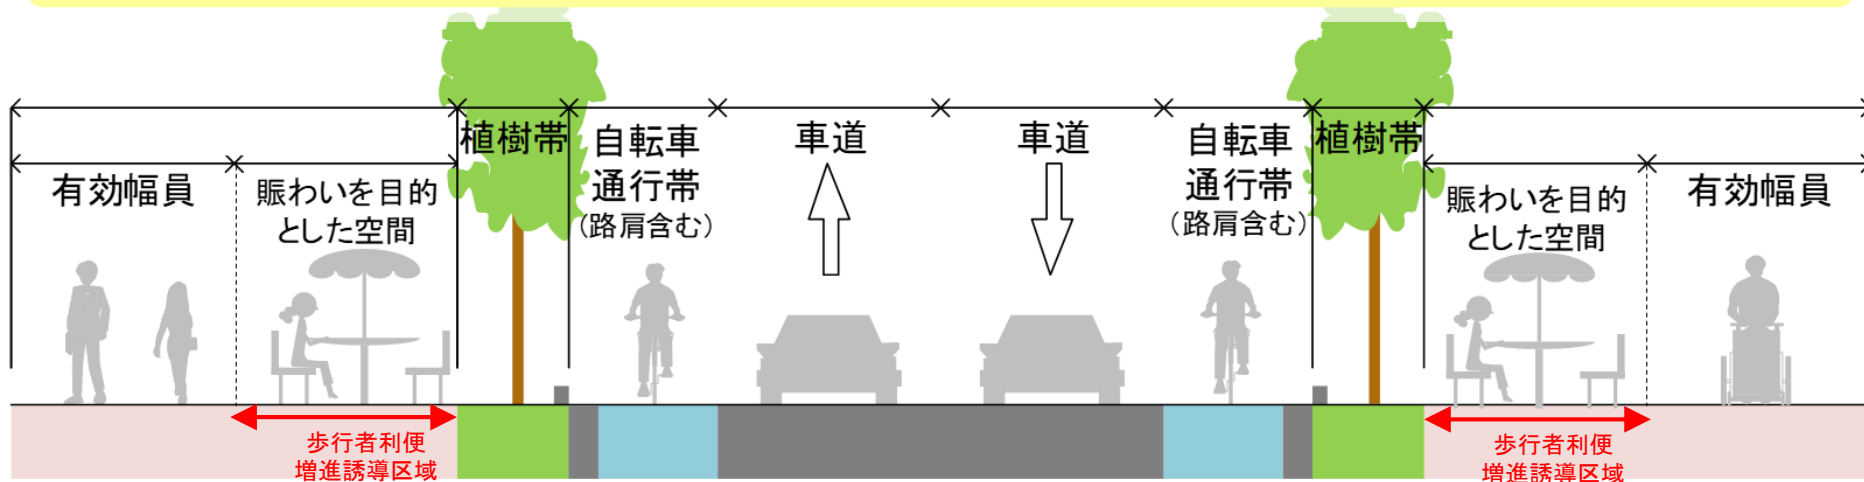 植樹帯
自転車
通行帯
(路肩含む)
車道
車道
自転車
通行帯
(路肩含む)
植樹帯
有効幅員
賑わいを目的
とした空間
賑わいを目的
とした空間
有効幅員
歩行者利便
増進誘導区域
歩行者利便
増進誘導区域